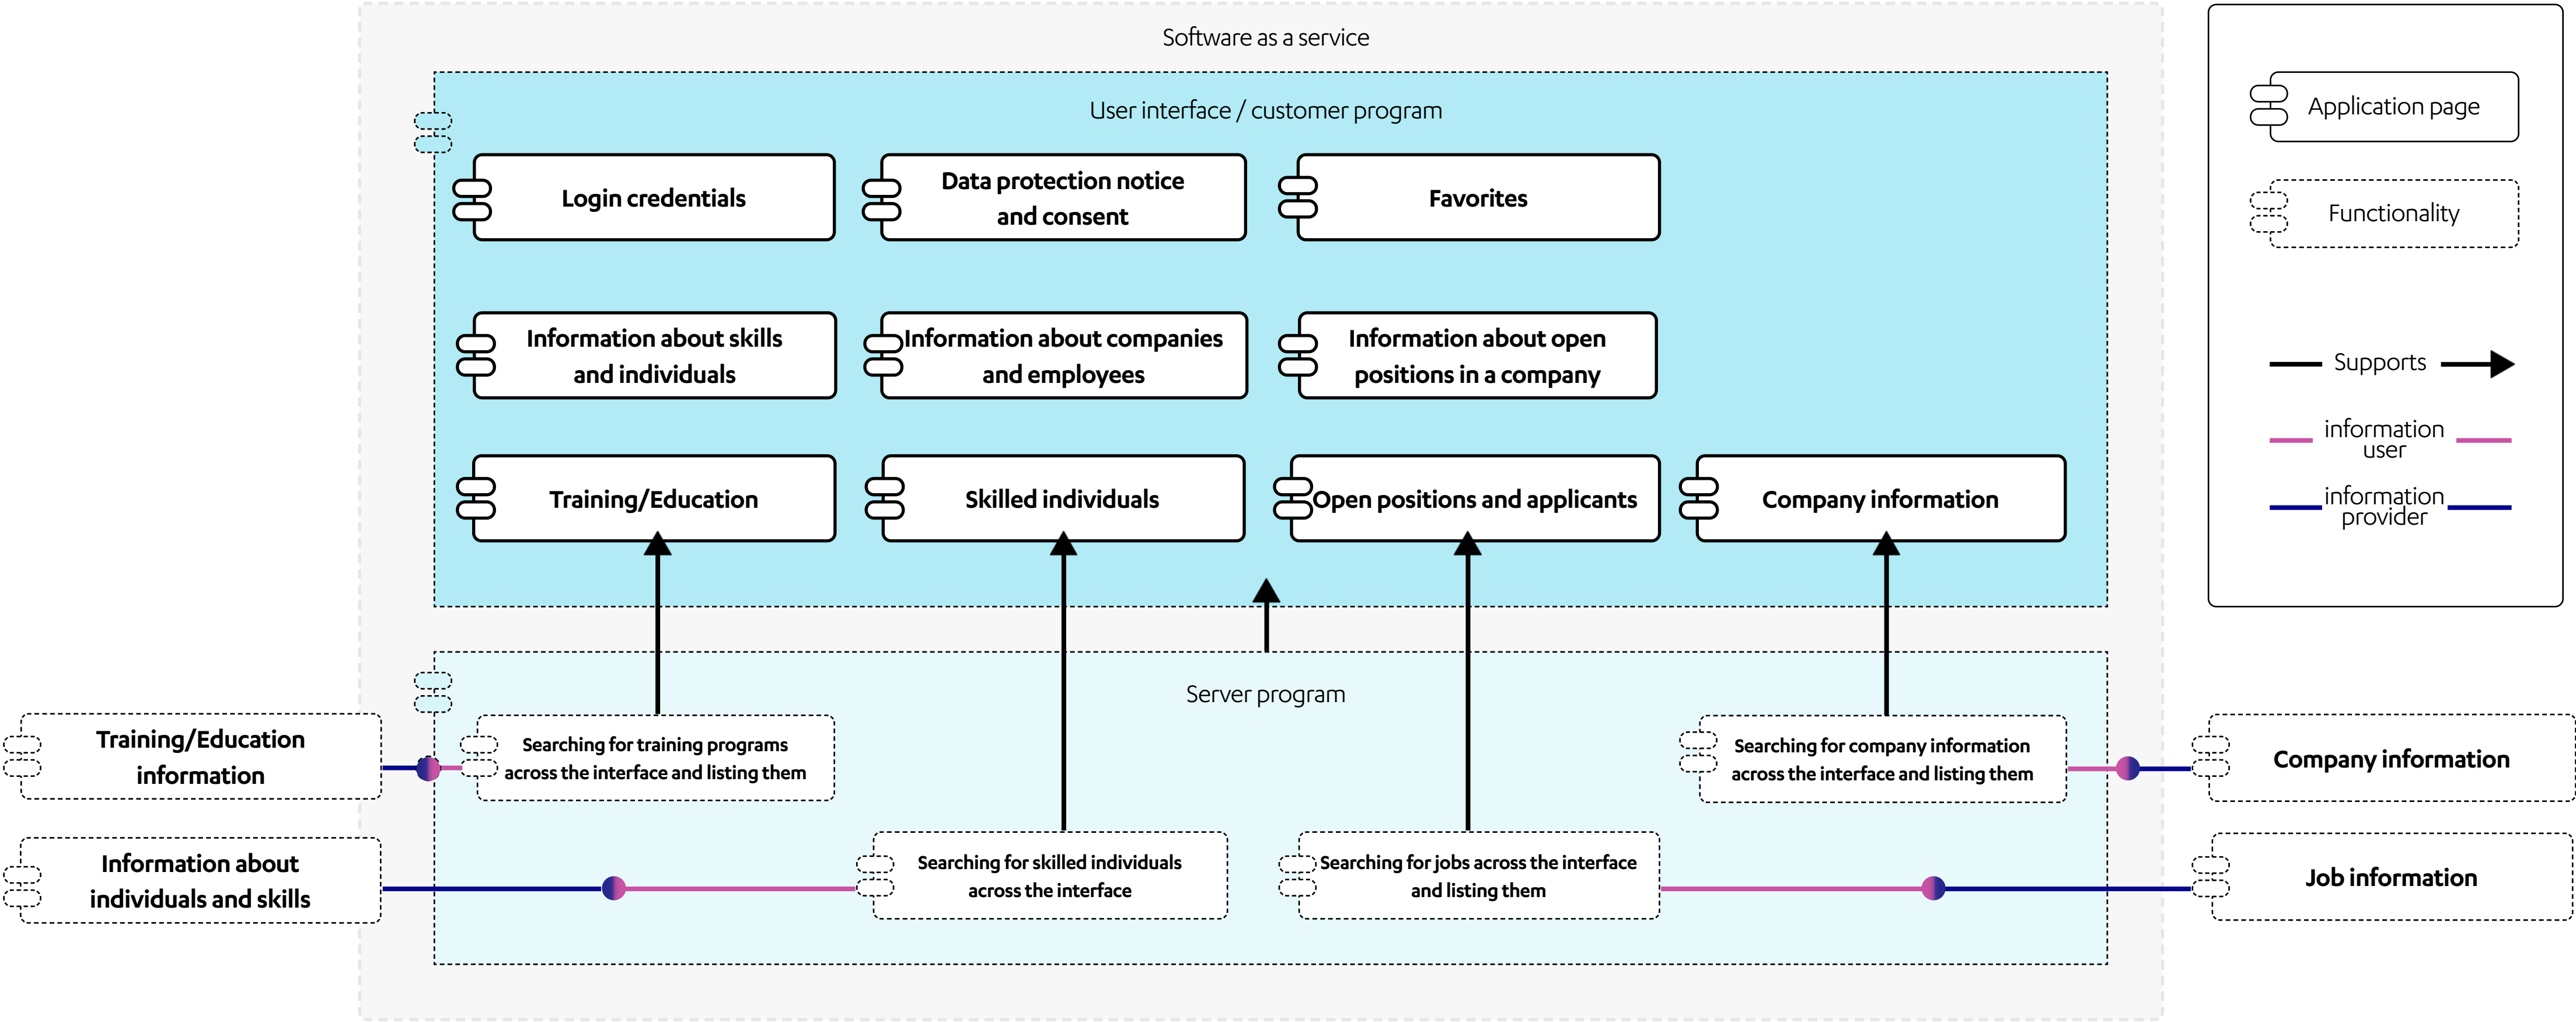 Software as a service
User interface / customer program
Login credentials
Data protection notice
and consent
Favorites
Information about skills
and individuals
Information about companies
and employees
Information about open
positions in a company
Training/Education
Skilled individuals
Open positions and applicants
Company information
Server program
Searching for training programs
across the interface and listing them
Searching for company information
across the interface and listing them
Searching for skilled individuals
across the interface
Searching for jobs across the interface
and listing them
Training/Education
information
Information about
individuals and skills
Company information
Job information
Application page
Functionality
Supports
information
user
information
provider